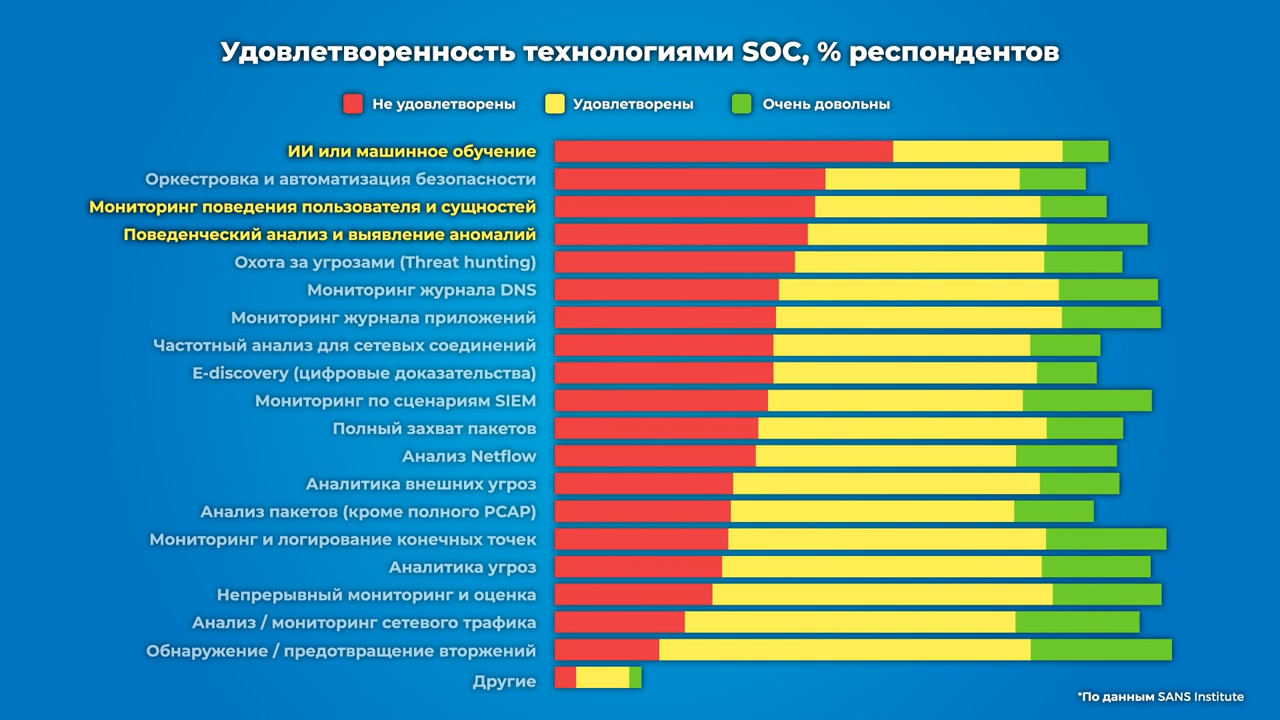 Удовлетворенность технологиями SOC, % респондентов
Не удовлетворены Удовлетворены Очень довольны
ИИ или машинное обучение
Оркестровка и автоматизация безопасности
Мониторинг поведения пользователя и сущностей
Поведенческий анализ и выявление аномалий
Охота за угрозами (Threat hunting)
Мониторинг журнала DNS
Мониторинг журнала приложений
Частотный анализ для сетевых соединений
E-discovery (цифровые доказательства)
Мониторинг по сценариям SIEM
Полный захват пакетов
Анализ Netflow
Аналитика внешних угроз
Анализ пакетов (кроме полного PCAP)
Мониторинг и логирование конечных точек
Аналитика угроз
Непрерывный мониторинг и оценка
Анализ / мониторинг сетевого трафика
Обнаружение / предотвращение вторжений
Другие
*По данным SANS Institute